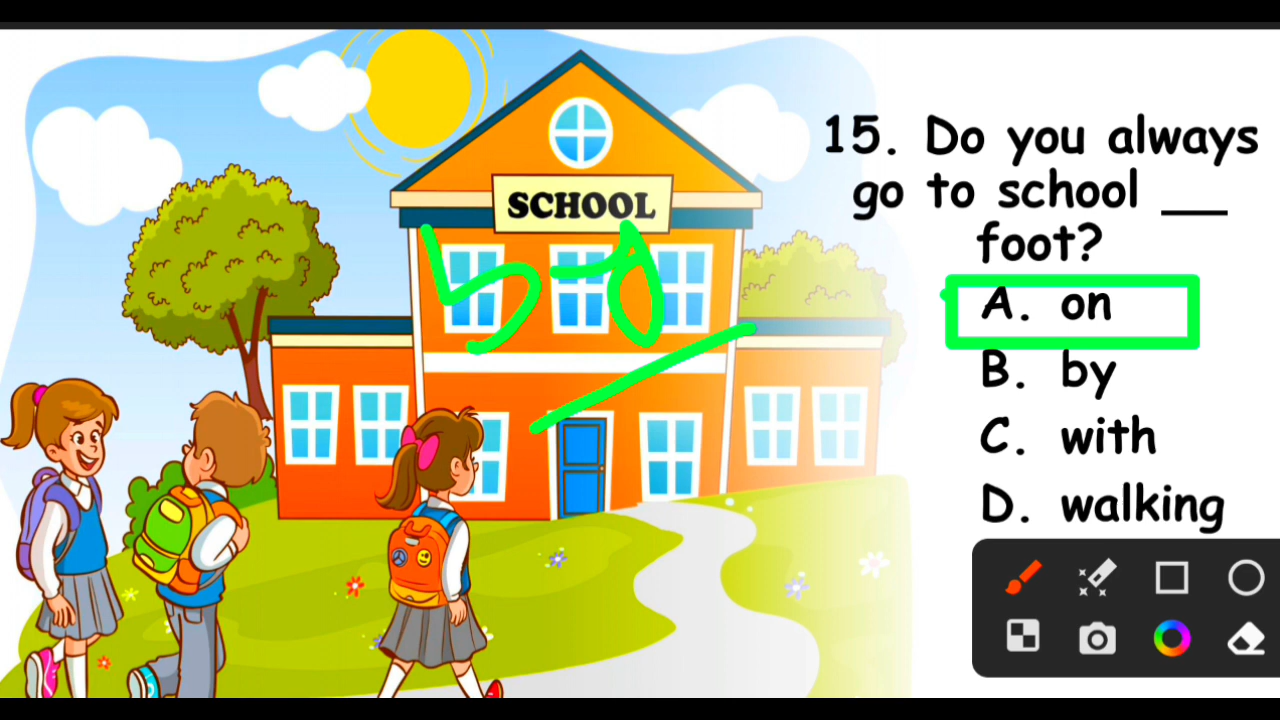 SCHOOL
15. Do you always
go to school __
foot?
A. on
B. by
C. with
D. walking